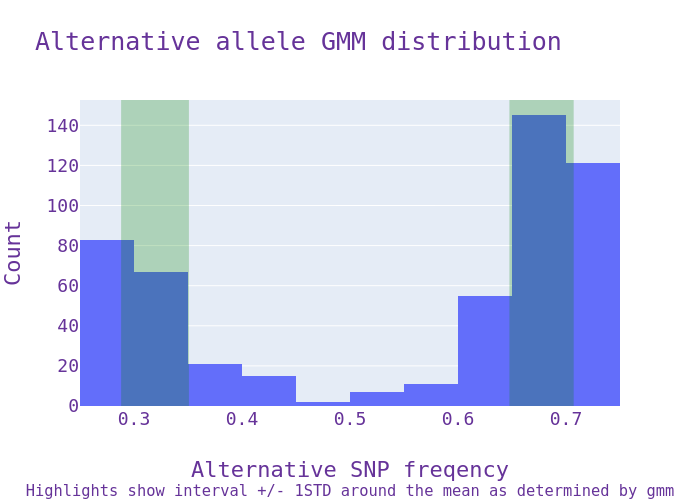 Alternative allele GMM distribution
Count
140
120
100
80
60
40
20
0
0.3 0.4 0.5 0.6 0.7
Alternative SNP freqency
Highlights show interval +/- 1STD around the mean as determined by gmm